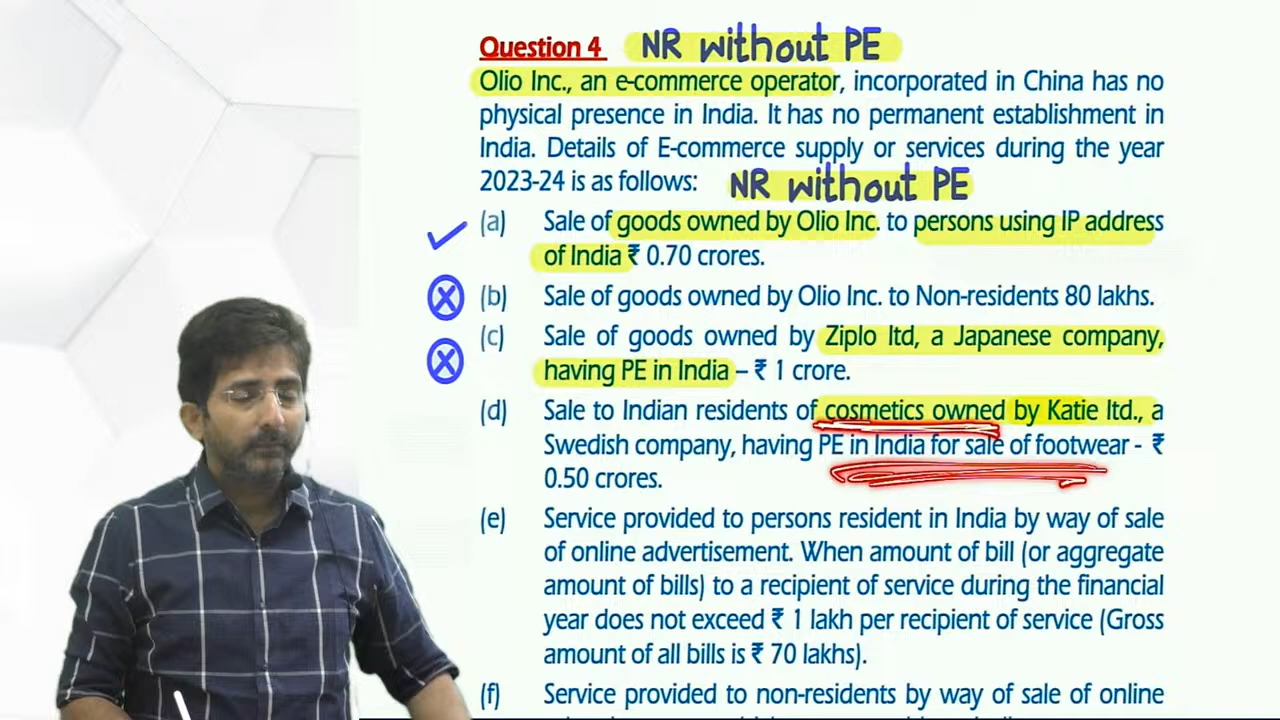 Question 4 NR without PE
Olio Inc., an e-commerce operator, incorporated in China has no
physical presence in India. It has no permanent establishment in
India. Details of E-commerce supply or services during the year
2023-24 is as follows: NR without PE
(a) Sale of goods owned by Olio Inc. to persons using IP address
of India ₹ 0.70 crores.
(b) Sale of goods owned by Olio Inc. to Non-residents 80 lakhs.
(c) Sale of goods owned by Ziplo ltd, a Japanese company,
having PE in India – ₹ 1 crore.
(d) Sale to Indian residents of cosmetics owned by Katie ltd., a
Swedish company, having PE in India for sale of footwear - ₹
0.50 crores.
(e) Service provided to persons resident in India by way of sale
of online advertisement. When amount of bill (or aggregate
amount of bills) to a recipient of service during the financial
year does not exceed ₹ 1 lakh per recipient of service (Gross
amount of all bills is ₹ 70 lakhs).
(f) Service provided to non-residents by way of sale of online